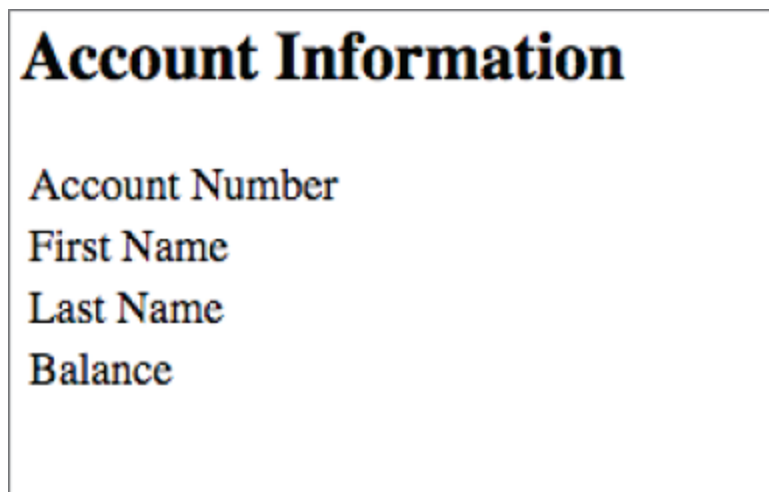 Account Information
Account Number
First Name
Last Name
Balance